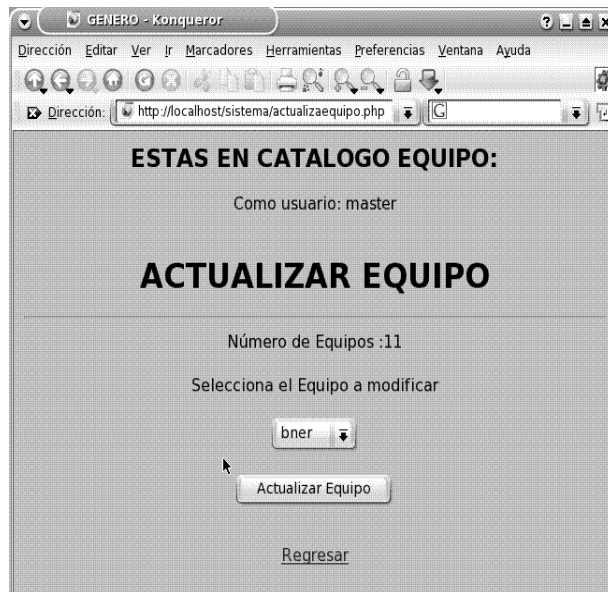 GENERO - Konqueror
Dirección Editar Ver Ir Marcadores Herramientas Preferencias Ventana Ayuda
Dirección: http://localhost/sistema/actualizaequipo.php G
ESTAS EN CATALOGO EQUIPO:
Como usuario: master
ACTUALIZAR EQUIPO
Número de Equipos :11
Selecciona el Equipo a modificar
bner
Actualizar Equipo
Regresar